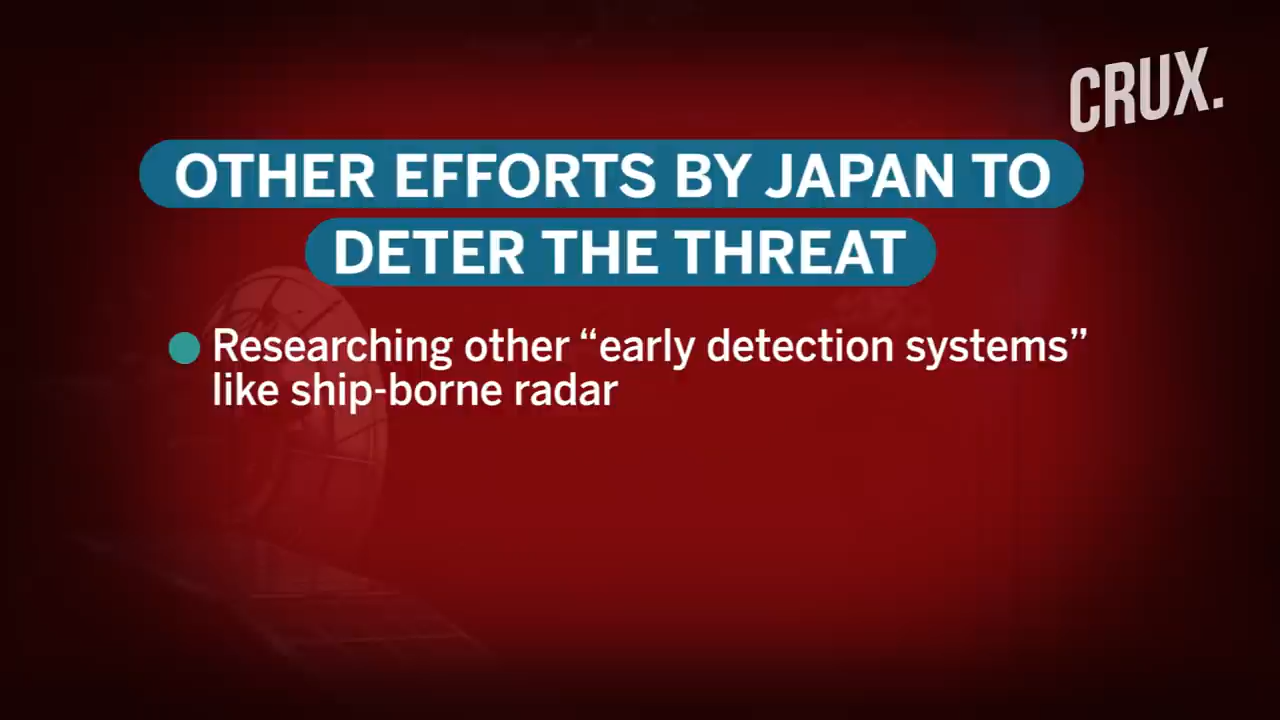 CRUX.
OTHER EFFORTS BY JAPAN TO
DETER THE THREAT
Researching other “early detection systems”
like ship-borne radar